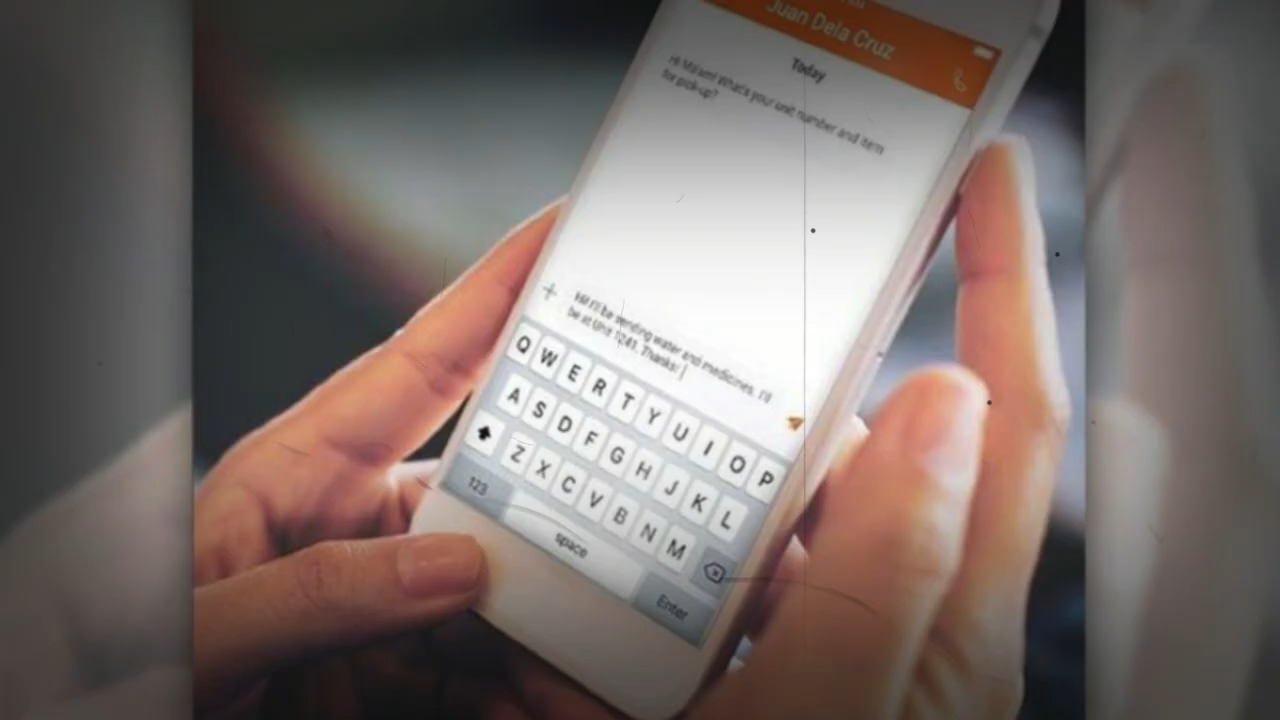 Juan Dela Cruz
Today
Hi Ma'am! What's your unit number and item
for pick-up?
Hi! I'll be sending water and medicines. I'll
be at Unit 1241. Thanks!
Q W E R T Y U I O P
A S D F G H J K L
Z X C V B N M
123
space
Enter